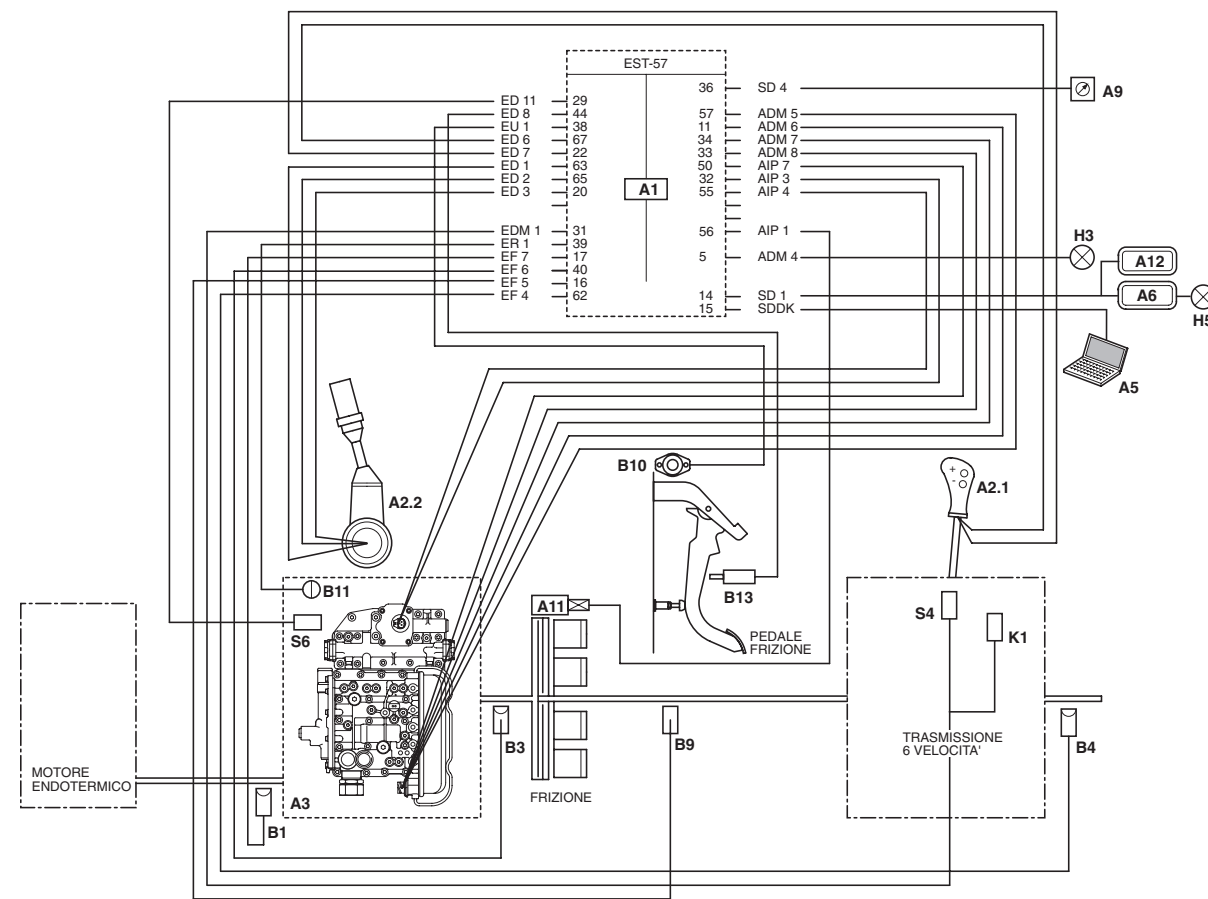 EST-57
36 SD 4
A9
ED 11 29
57 ADM 5
ED 8 44
11 ADM 6
EU 1 38
34 ADM 7
ED 6 67
33 ADM 8
ED 7 22
50 AIP 7
ED 1 63
32 AIP 3
ED 2 65
55 AIP 4
ED 3 20
A1
EDM 1 31
56 AIP 1
ER 1 39
H3
EF 7 17
5 ADM 4
A12
EF 6 40
EF 5 16
EF 4 62
14 SD 1
A6
15 SDDK
H5
A5
B10
+
-
A2.1
A2.2
B11
B13
A11
S4
S6
K1
PEDALE
FRIZIONE
B3
B9
TRASMISSIONE
6 VELOCITA'
B4
MOTORE
ENDOTERMICO
A3
FRIZIONE
B1